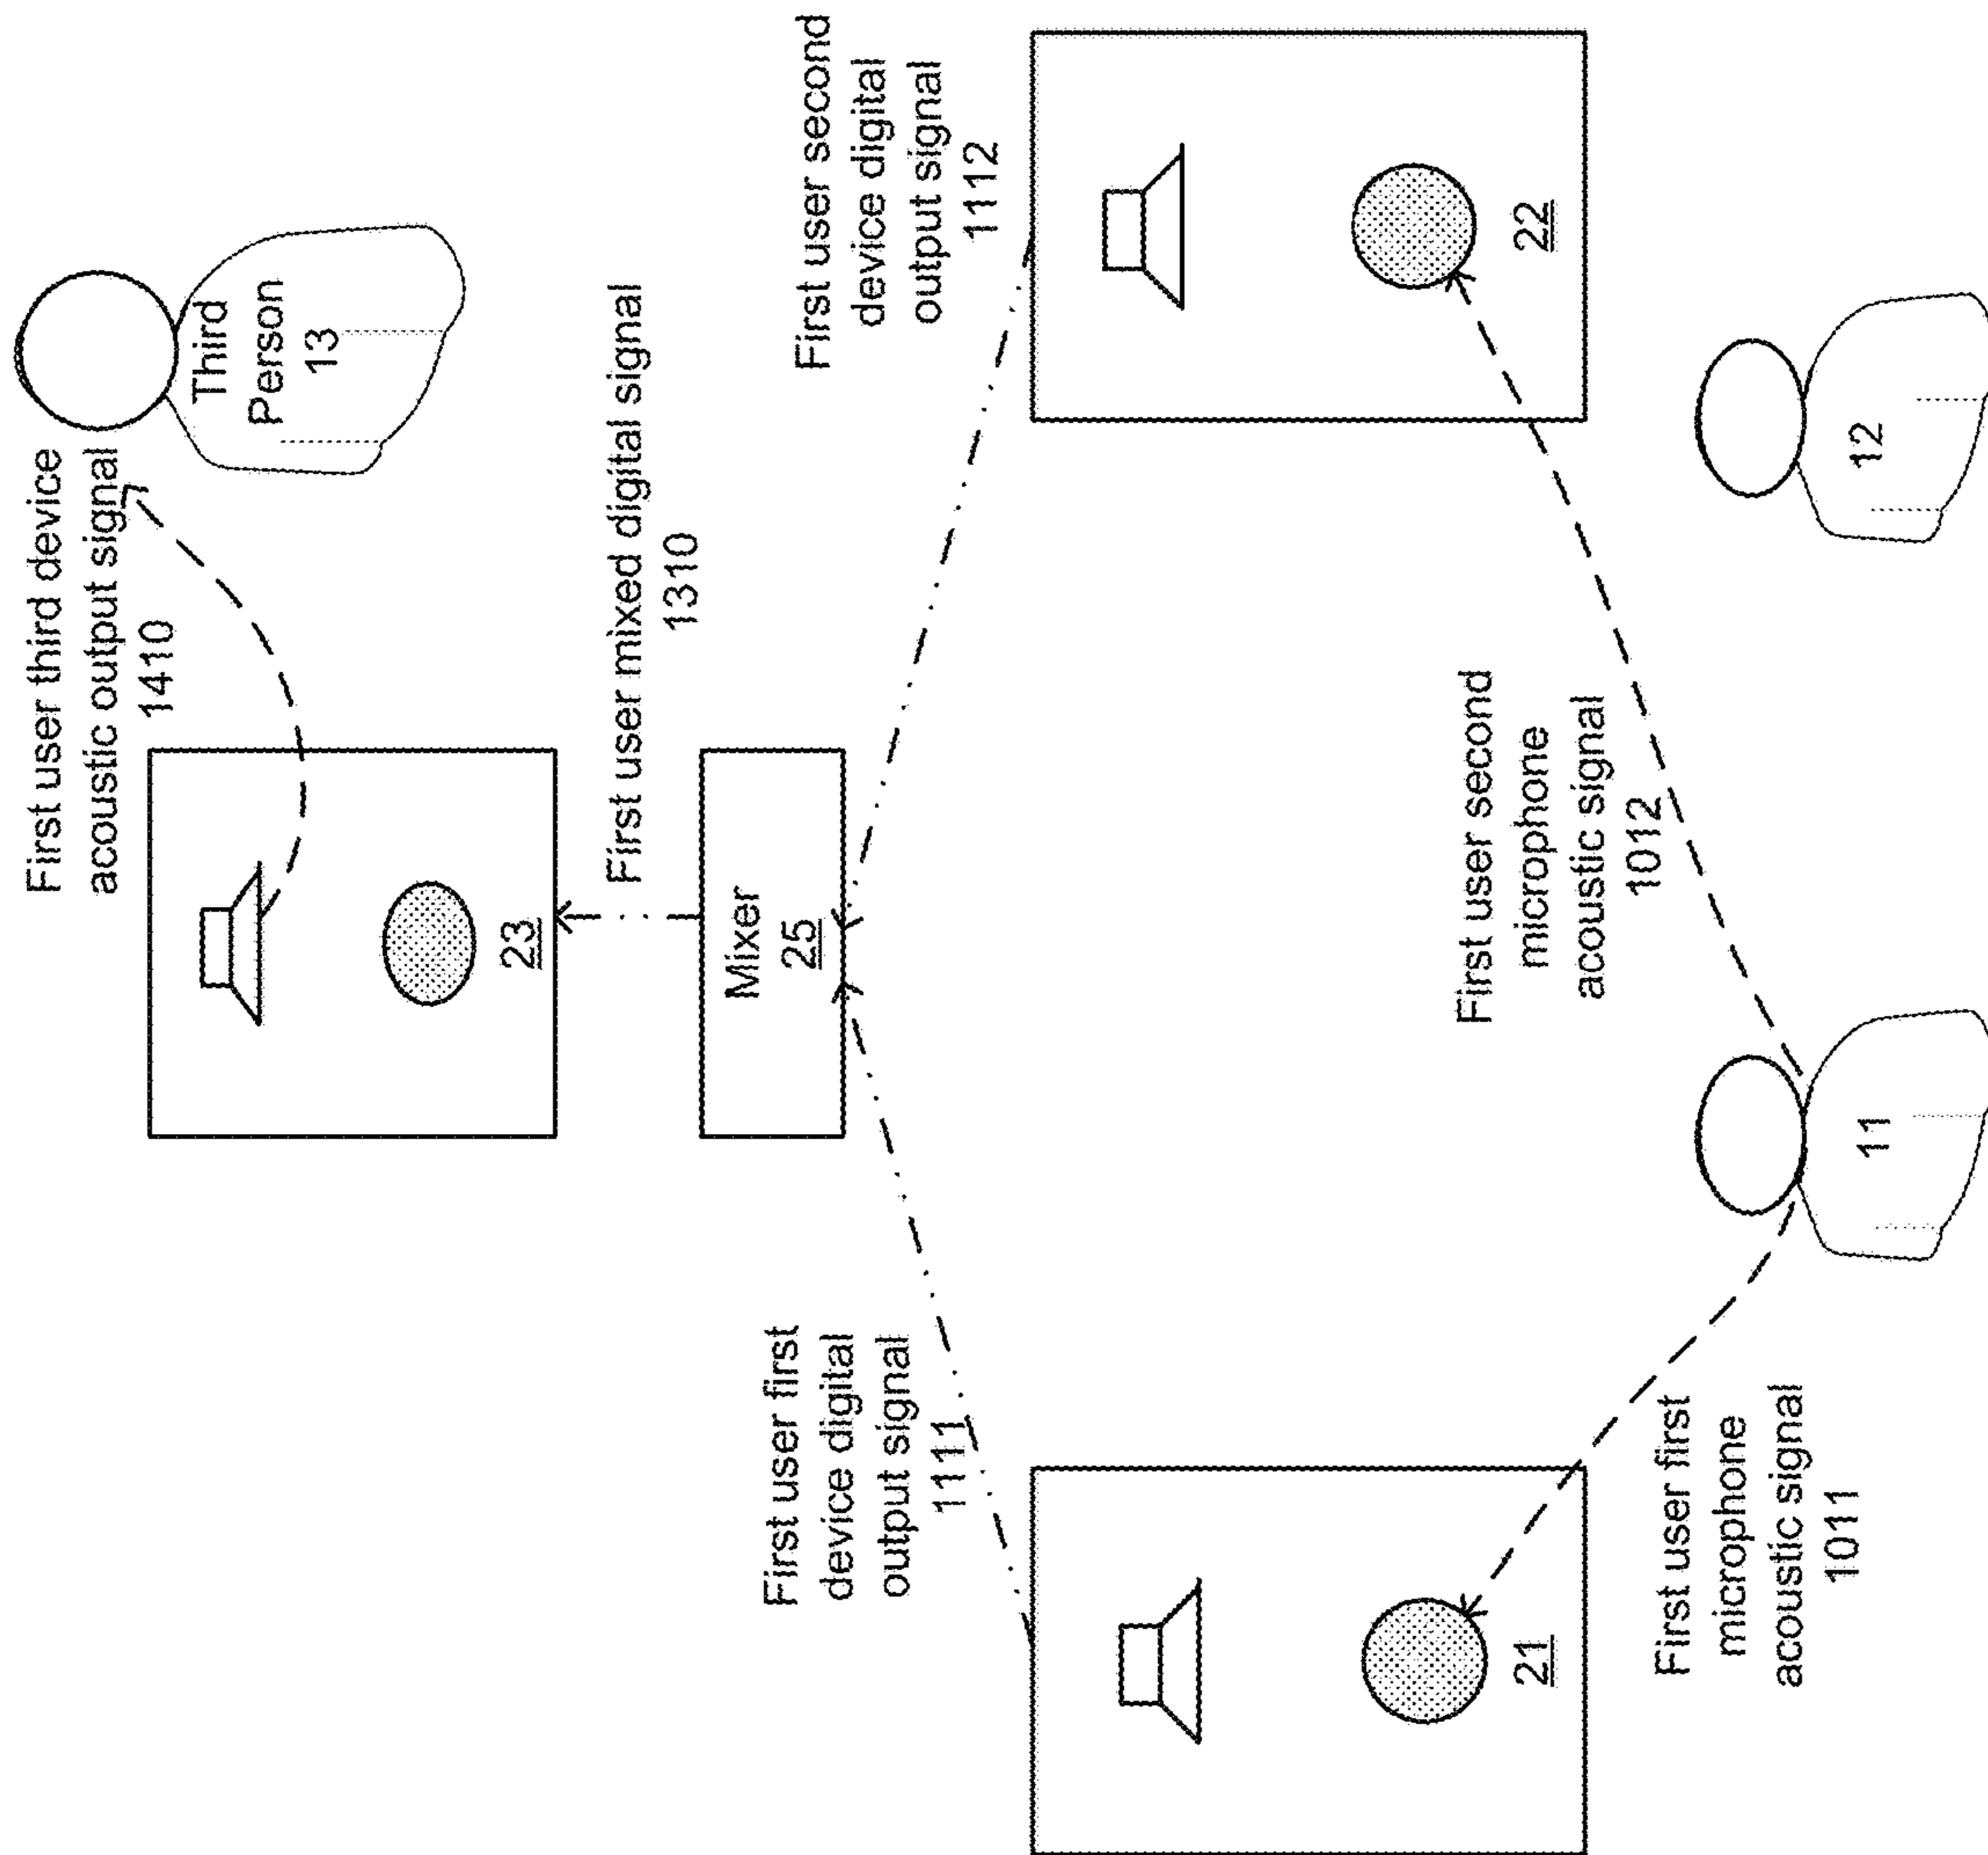 First user third device
acoustic output signal
1410
Third
Person
13
23
First user mixed digital signal
1310
Mixer
25
First user first
device digital
output signal
1111
First user second
device digital
output signal
1112
21
22
First user first
microphone
acoustic signal
1011
First user second
microphone
acoustic signal
1012
11
12